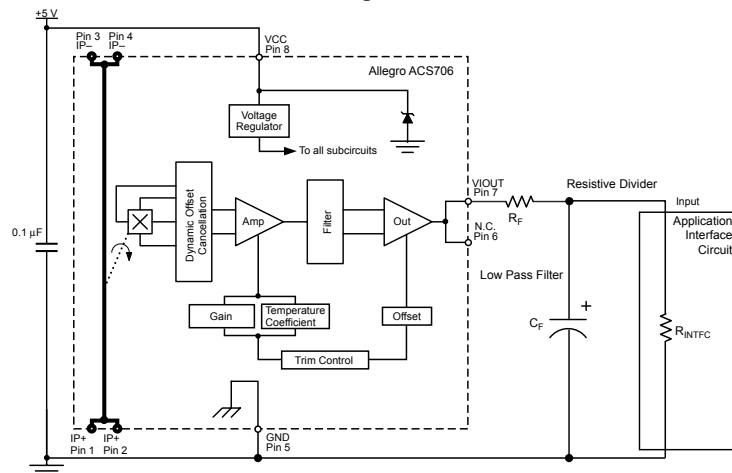 +5 V
Pin 3 Pin 4
IP– IP–
VCC
Pin 8
Allegro ACS706
Voltage
Regulator
To all subcircuits
Dynamic Offset
Cancellation
Amp
Filter
Out
VIOUT
Pin 7
N.C.
Pin 6
RF
Resistive Divider
Input
Application
Interface
Circuit
0.1 µF
Low Pass Filter
Gain
Temperature
Coefficient
Offset
Trim Control
CF
+
RINTFC
IP+ IP+
Pin 1 Pin 2
GND
Pin 5